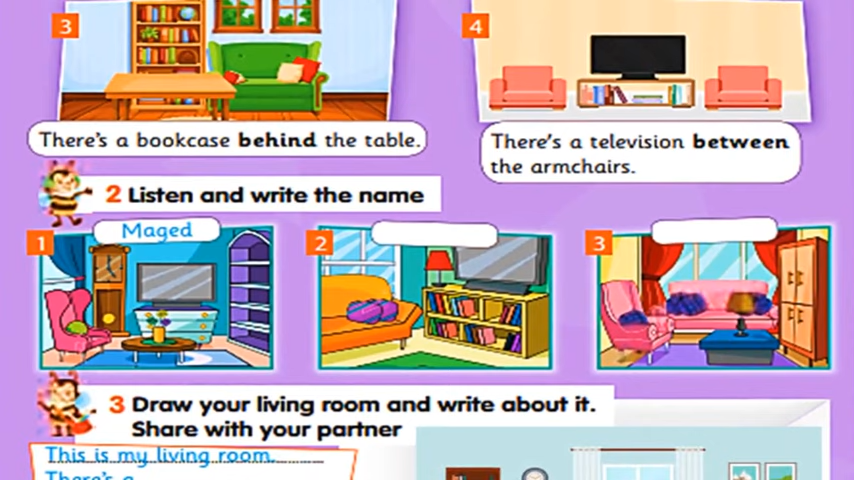 3
4
There's a bookcase behind the table.
There's a television between
the armchairs.
2 Listen and write the name
1
Maged
2
3
3 Draw your living room and write about it.
Share with your partner
This is my living room.
There's a